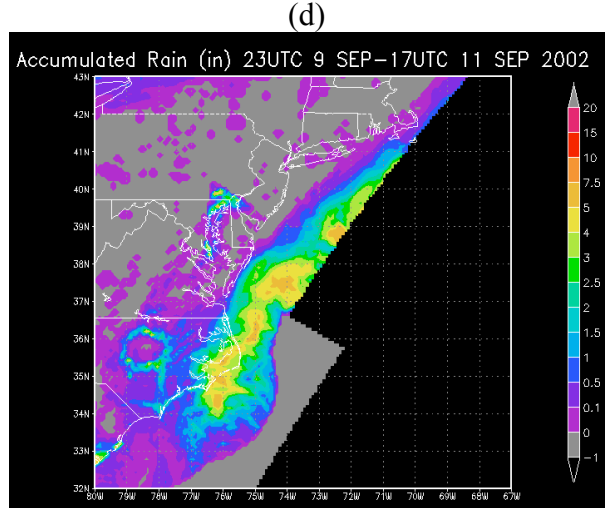 (d)
Accumulated Rain (in) 23UTC 9 SEP-17UTC 11 SEP 2002
43N
42N
41N
40N
39N
38N
37N
36N
35N
34N
33N
32N
80W 79W 78W 77W 76W 75W 74W 73W 72W 71W 70W 69W 68W 67W
20
15
10
7.5
5
4
3
2.5
2
1.5
1
0.5
0.1
0
-1